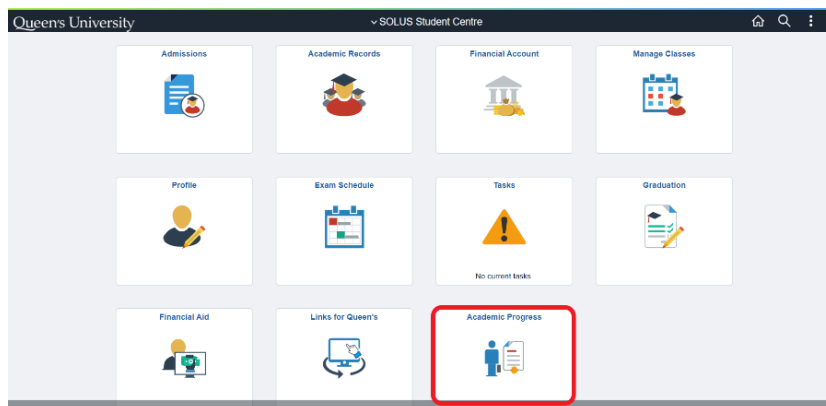 Queen's University
SOLUS Student Centre
Admissions
Academic Records
Financial Account
Manage Classes
Profile
Exam Schedule
Tasks
Graduation
No current tasks
Financial Aid
Links for Queen's
Academic Progress